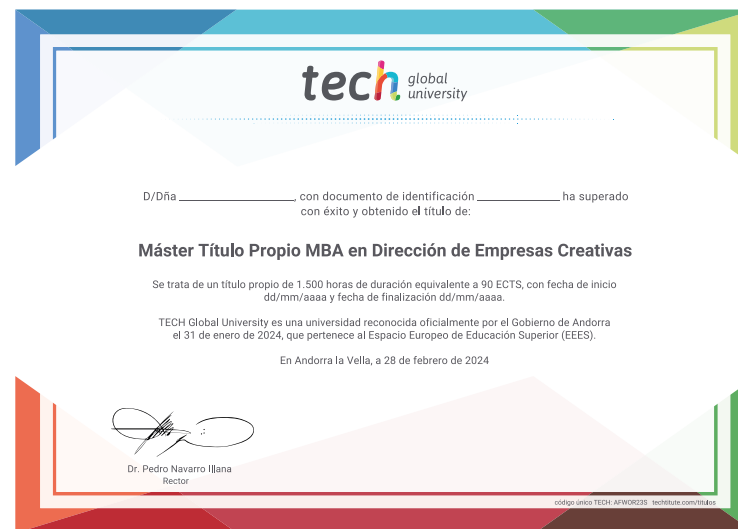 tech global
university
D/Dña ____________________, con documento de identificación ______________ ha superado
con éxito y obtenido el título de:
Máster Título Propio MBA en Dirección de Empresas Creativas
Se trata de un título propio de 1.500 horas de duración equivalente a 90 ECTS, con fecha de inicio
dd/mm/aaaa y fecha de finalización dd/mm/aaaa.
TECH Global University es una universidad reconocida oficialmente por el Gobierno de Andorra
el 31 de enero de 2024, que pertenece al Espacio Europeo de Educación Superior (EEES).
En Andorra la Vella, a 28 de febrero de 2024
Dr. Pedro Navarro Illana
Rector
código único TECH: AFWOR23S techtitute.com/titulos